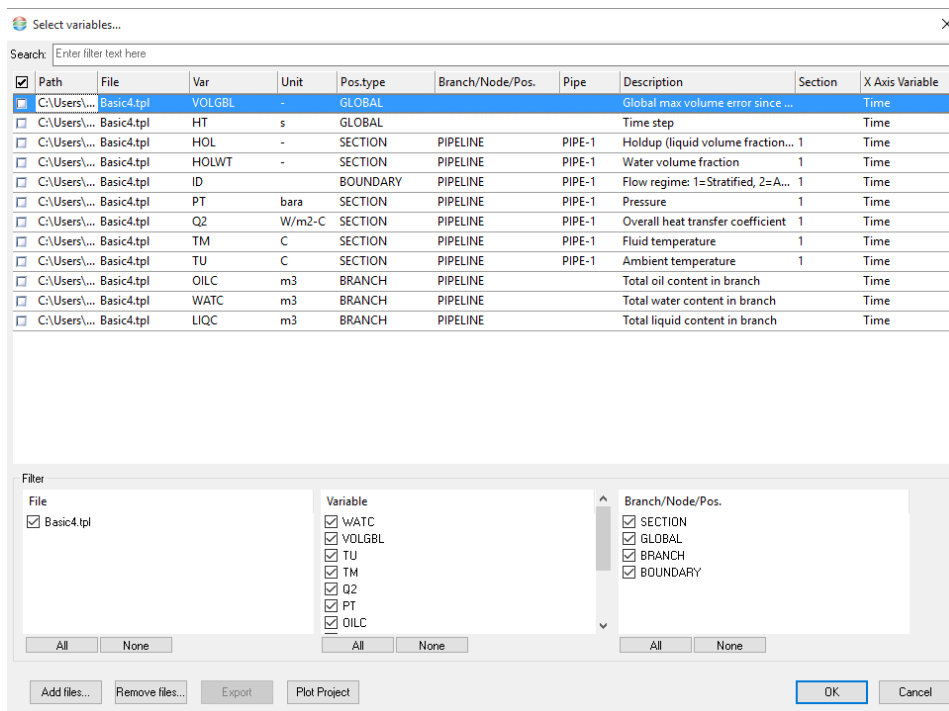 Select variables...
Search: Enter filter text here
Path File Var Unit Pos.type Branch/Node/Pos. Pipe Description Section X Axis Variable
C:\Users\... Basic4.tpl VOLGBL - GLOBAL Global max volume error since ... Time
C:\Users\... Basic4.tpl HT s GLOBAL Time step Time
C:\Users\... Basic4.tpl HOL - SECTION PIPELINE PIPE-1 Holdup (liquid volume fraction... 1 Time
C:\Users\... Basic4.tpl HOLWT - SECTION PIPELINE PIPE-1 Water volume fraction 1 Time
C:\Users\... Basic4.tpl ID BOUNDARY PIPELINE PIPE-1 Flow regime: 1=Stratified, 2=A... 1 Time
C:\Users\... Basic4.tpl PT bara SECTION PIPELINE PIPE-1 Pressure 1 Time
C:\Users\... Basic4.tpl Q2 W/m2-C SECTION PIPELINE PIPE-1 Overall heat transfer coefficient 1 Time
C:\Users\... Basic4.tpl TM C SECTION PIPELINE PIPE-1 Fluid temperature 1 Time
C:\Users\... Basic4.tpl TU C SECTION PIPELINE PIPE-1 Ambient temperature 1 Time
C:\Users\... Basic4.tpl OILC m3 BRANCH PIPELINE Total oil content in branch Time
C:\Users\... Basic4.tpl WATC m3 BRANCH PIPELINE Total water content in branch Time
C:\Users\... Basic4.tpl LIQC m3 BRANCH PIPELINE Total liquid content in branch Time
Filter
File Variable Branch/Node/Pos.
Basic4.tpl WATC SECTION
VOLGBL GLOBAL
TU BRANCH
TM BOUNDARY
Q2
PT
OILC
All None All None All None
Add files... Remove files... Export Plot Project OK Cancel